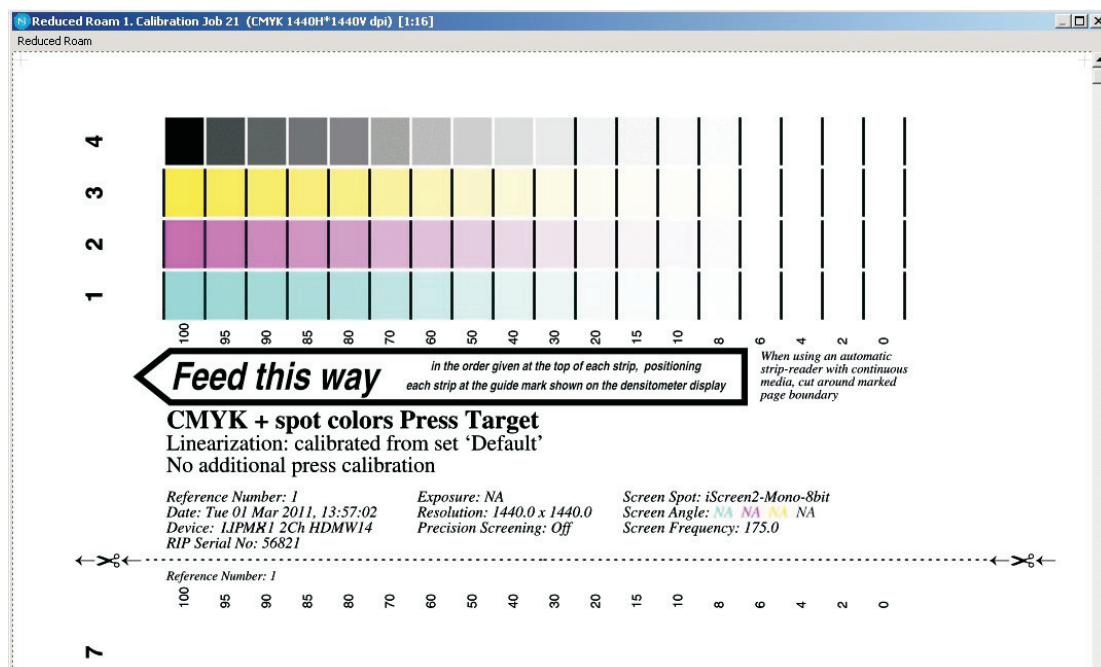 Reduced Roam 1. Calibration Job 21 (CMYK 1440H*1440V dpi) [1:16]
Reduced Roam
4
3
2
1
100 95 90 85 80 70 60 50 40 30 20 15 10 8 6 4 2 0
Feed this way
in the order given at the top of each strip, positioning
each strip at the guide mark shown on the densitometer display
When using an automatic
strip-reader with continuous
media, cut around marked
page boundary
CMYK + spot colors Press Target
Linearization: calibrated from set ‘Default’
No additional press calibration
Reference Number: 1
Date: Tue 01 Mar 2011, 13:57:02
Device: 2Ch HDMW14
RIP Serial No: 56821
Exposure: NA
Resolution: 1440.0 x 1440.0
Precision Screening: Off
Screen Spot: iScreen2-Mono-8bit
Screen Angle: NA NA NA NA
Screen Frequency: 175.0
Reference Number: 1
100 95 90 85 80 70 60 50 40 30 20 15 10 8 6 4 2 0
7